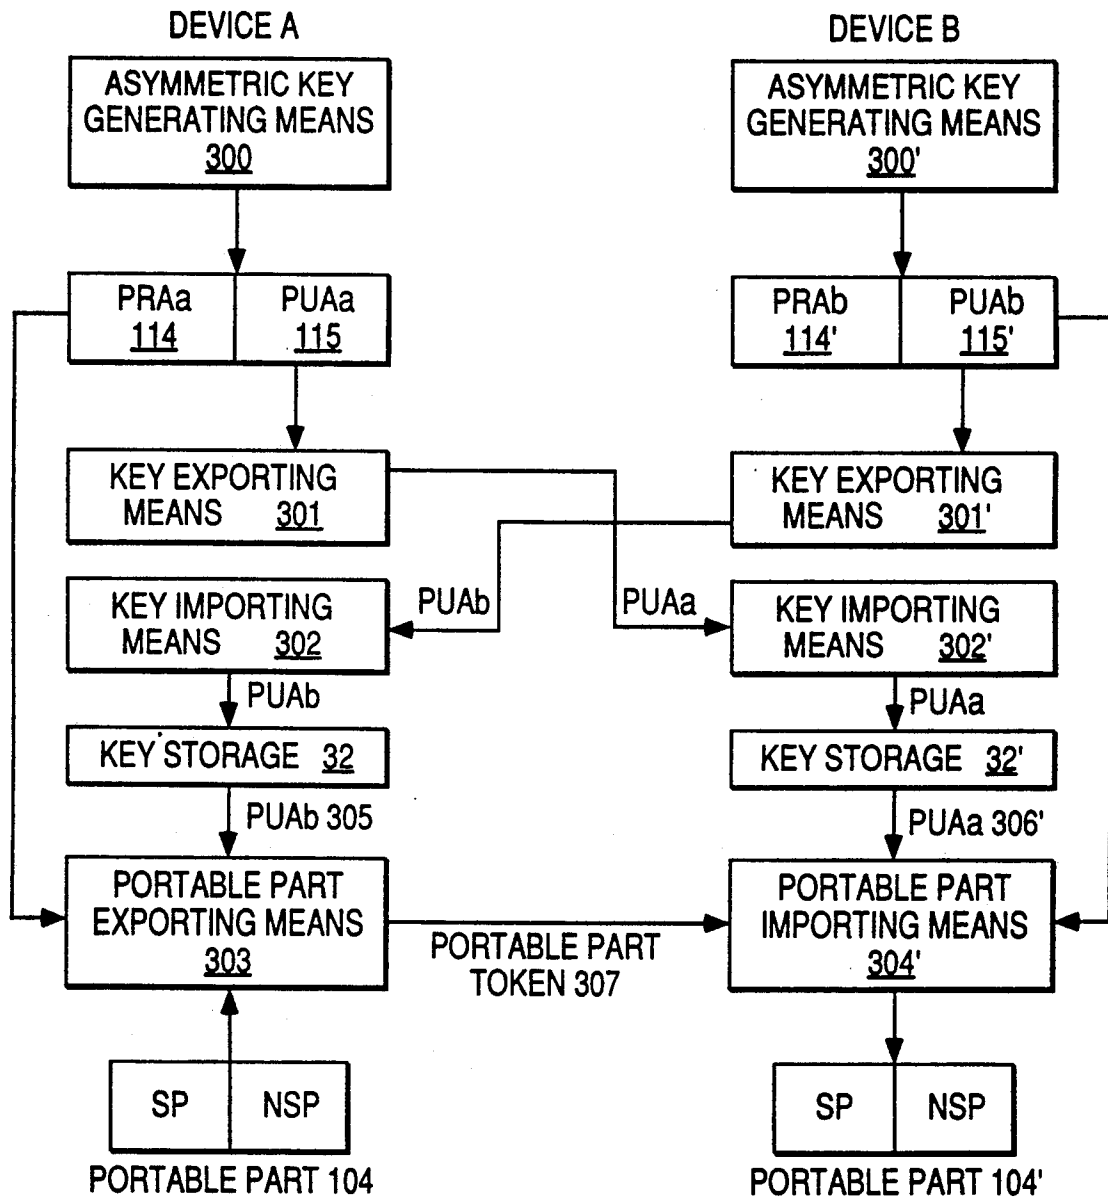 DEVICE A
ASYMMETRIC KEY
GENERATING MEANS
300
PRAa
114
PUAa
115
KEY EXPORTING
MEANS 301
KEY IMPORTING
MEANS 302
PUAb
KEY STORAGE 32
PUAb 305
PORTABLE PART
EXPORTING MEANS
303
SP
NSP
PORTABLE PART 104
PUAb
PUAa
PORTABLE PART
TOKEN 307
DEVICE B
ASYMMETRIC KEY
GENERATING MEANS
300'
PRAb
114'
PUAb
115'
KEY EXPORTING
MEANS 301'
KEY IMPORTING
MEANS 302'
PUAa
KEY STORAGE 32'
PUAa 306'
PORTABLE PART
IMPORTING MEANS
304'
SP
NSP
PORTABLE PART 104'